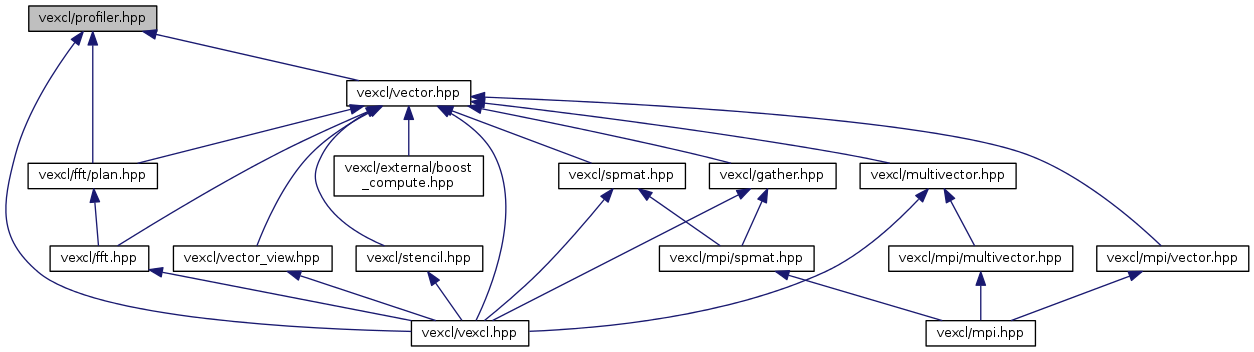 vexcl/profiler.hpp
vexcl/vector.hpp
vexcl/fft/plan.hpp
vexcl/external/boost
_compute.hpp
vexcl/spmat.hpp
vexcl/gather.hpp
vexcl/multivector.hpp
vexcl/fft.hpp
vexcl/vector_view.hpp
vexcl/stencil.hpp
vexcl/mpi/spmat.hpp
vexcl/mpi/multivector.hpp
vexcl/mpi/vector.hpp
vexcl/vexcl.hpp
vexcl/mpi.hpp